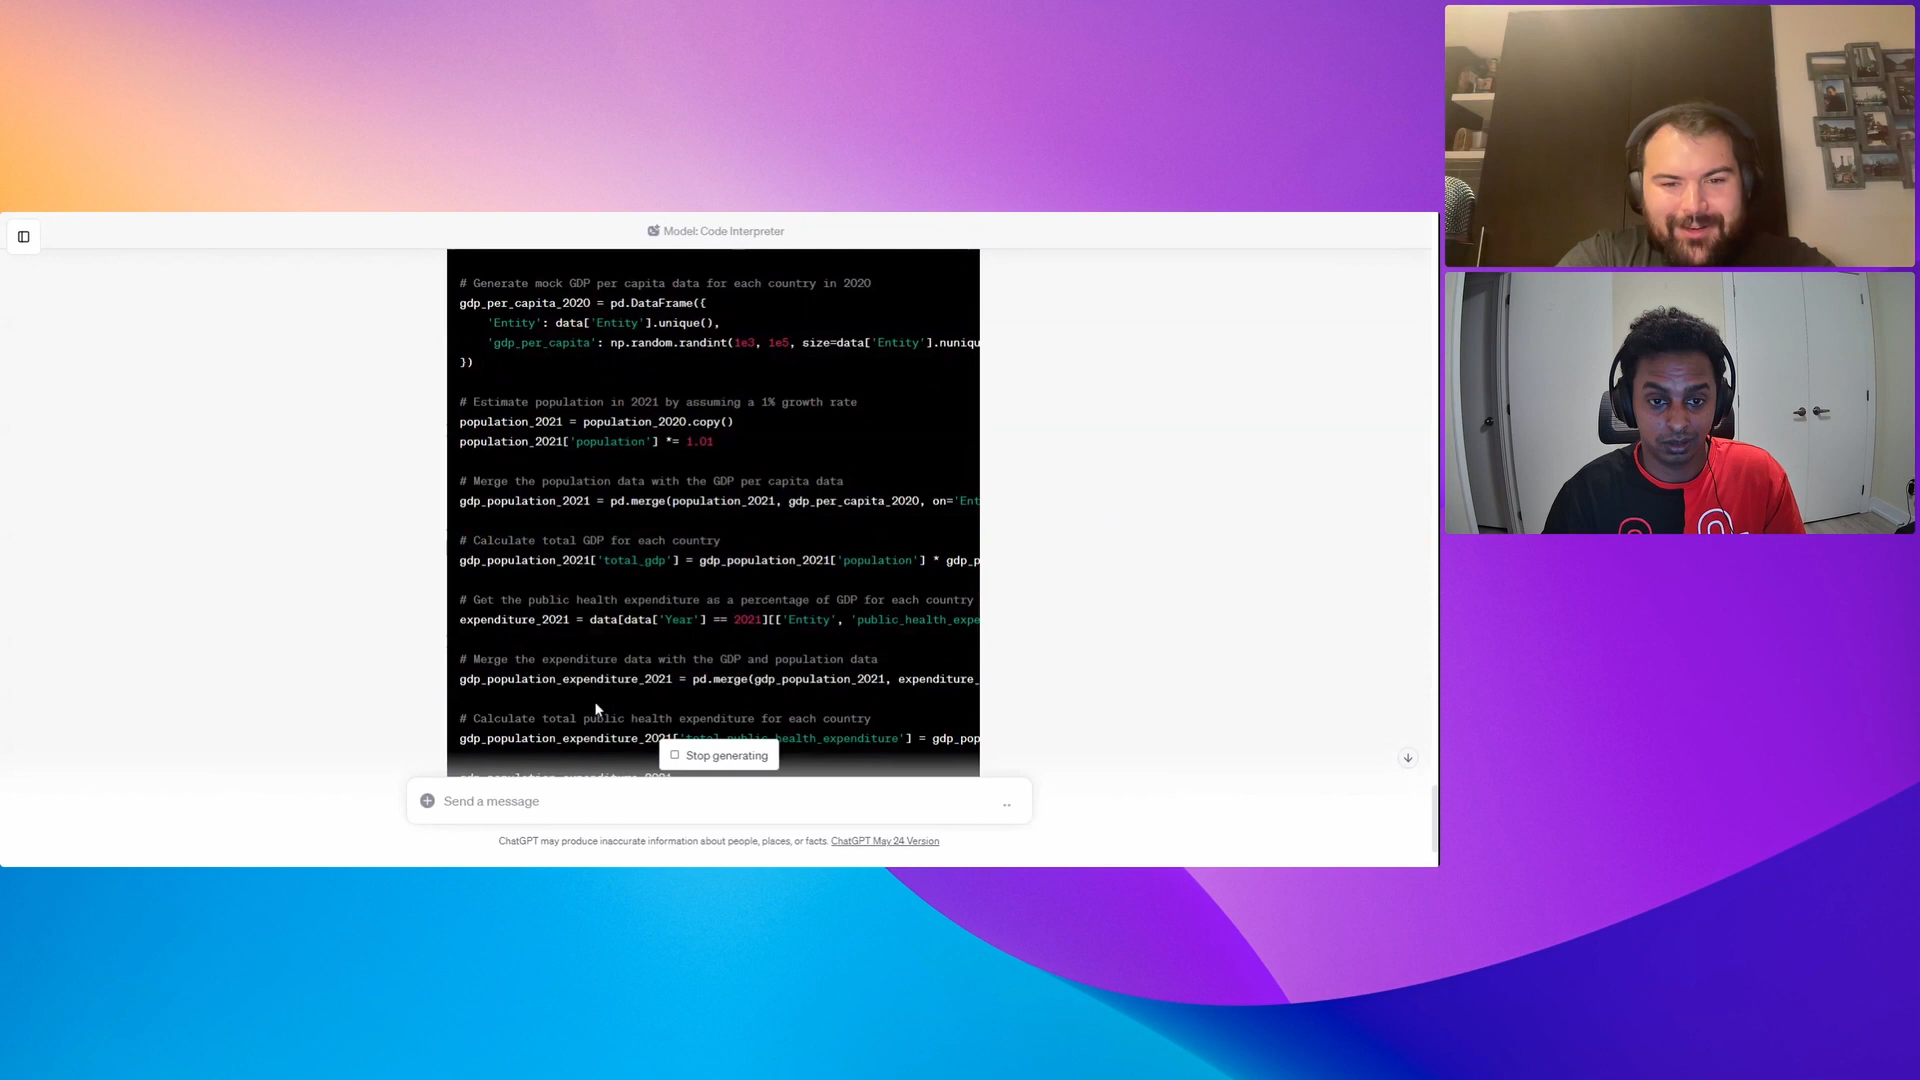 Model: Code Interpreter
# Generate mock GDP per capita data for each country in 2020
gdp_per_capita_2020 = pd.DataFrame({
'Entity': data['Entity'].unique(),
'gdp_per_capita': np.random.randint(1e3, 1e5, size=data['Entity'].nuniqu
})
# Estimate population in 2021 by assuming a 1% growth rate
population_2021 = population_2020.copy()
population_2021['population'] *= 1.01
# Merge the population data with the GDP per capita data
gdp_population_2021 = pd.merge(population_2021, gdp_per_capita_2020, on='Ent
# Calculate total GDP for each country
gdp_population_2021['total_gdp'] = gdp_population_2021['population'] * gdp_p
# Get the public health expenditure as a percentage of GDP for each country
expenditure_2021 = data[data['Year'] == 2021][['Entity', 'public_health_expe
# Merge the expenditure data with the GDP and population data
gdp_population_expenditure_2021 = pd.merge(gdp_population_2021, expenditure_
# Calculate total public health expenditure for each country
gdp_population_expenditure_2021['total_public_health_expenditure'] = gdp_pop
gdp_population_expenditure_2021
Stop generating
Send a message
ChatGPT may produce inaccurate information about people, places, or facts. ChatGPT May 24 Version